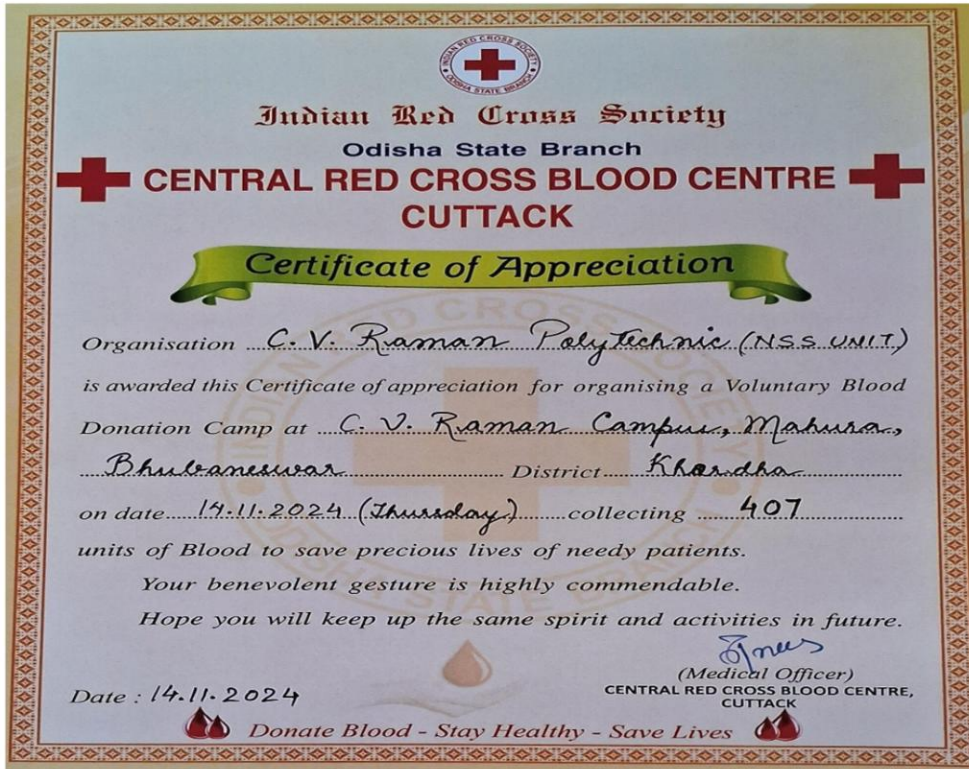 INDIAN RED CROSS SOCIETY
ODISHA STATE BRANCH
Indian Red Cross Society
Odisha State Branch
CENTRAL RED CROSS BLOOD CENTRE
CUTTACK
Certificate of Appreciation
Organisation C. V. Raman Polytechnic (NSS UNIT)
is awarded this Certificate of appreciation for organising a Voluntary Blood
Donation Camp at C. V. Raman Campus, Mahura,
Bhubaneswar District Khordha
on date 14.11.2024 (Thursday) collecting 407
units of Blood to save precious lives of needy patients.
Your benevolent gesture is highly commendable.
Hope you will keep up the same spirit and activities in future.
(Medical Officer)
Date : 14.11.2024
CENTRAL RED CROSS BLOOD CENTRE,
CUTTACK
Donate Blood - Stay Healthy - Save Lives